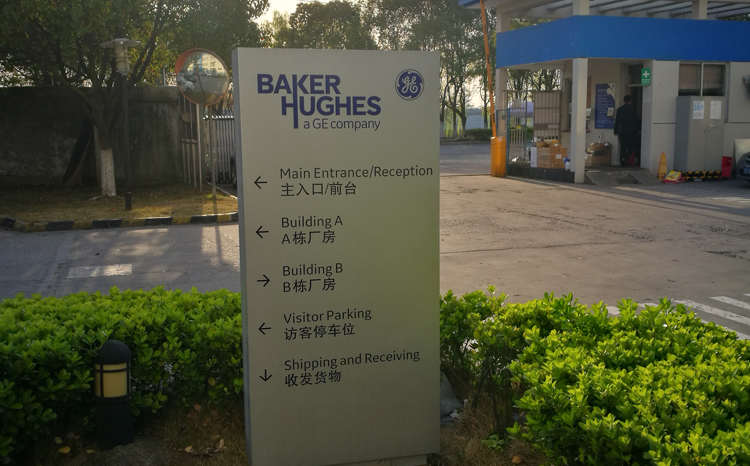 BAKER
HUGHES
a GE company
GE
Main Entrance/Reception
主入口/前台
Building A
A栋厂房
Building B
B栋厂房
Visitor Parking
访客停车位
Shipping and Receiving
收发货物